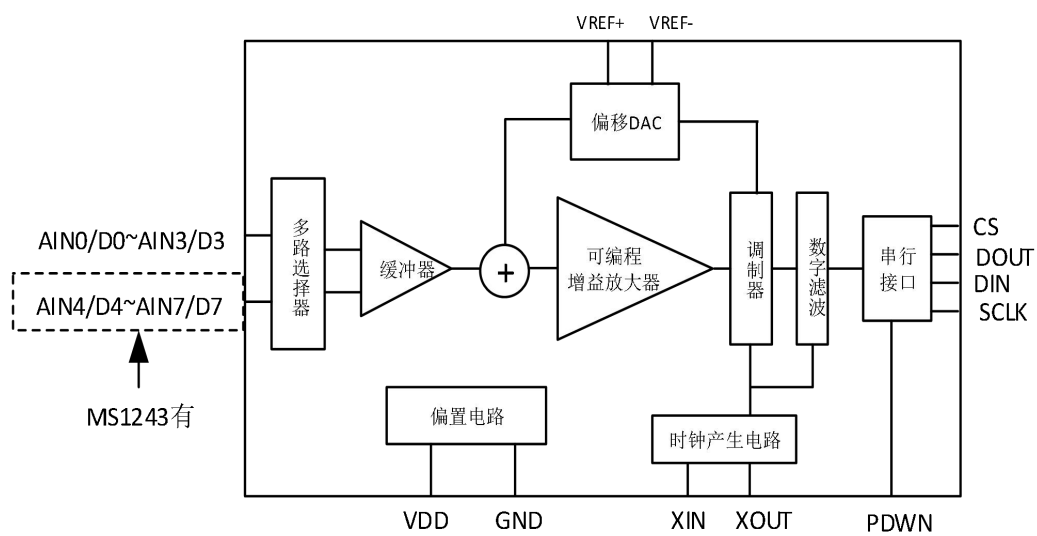 VREF+ VREF-
偏移DAC
多路选择器
AIN0/D0~AIN3/D3
AIN4/D4~AIN7/D7
MS1243有
缓冲器
+
可编程
增益放大器
调制器
数字滤波
串行
接口
CS
DOUT
DIN
SCLK
偏置电路
时钟产生电路
VDD GND XIN XOUT PDWN